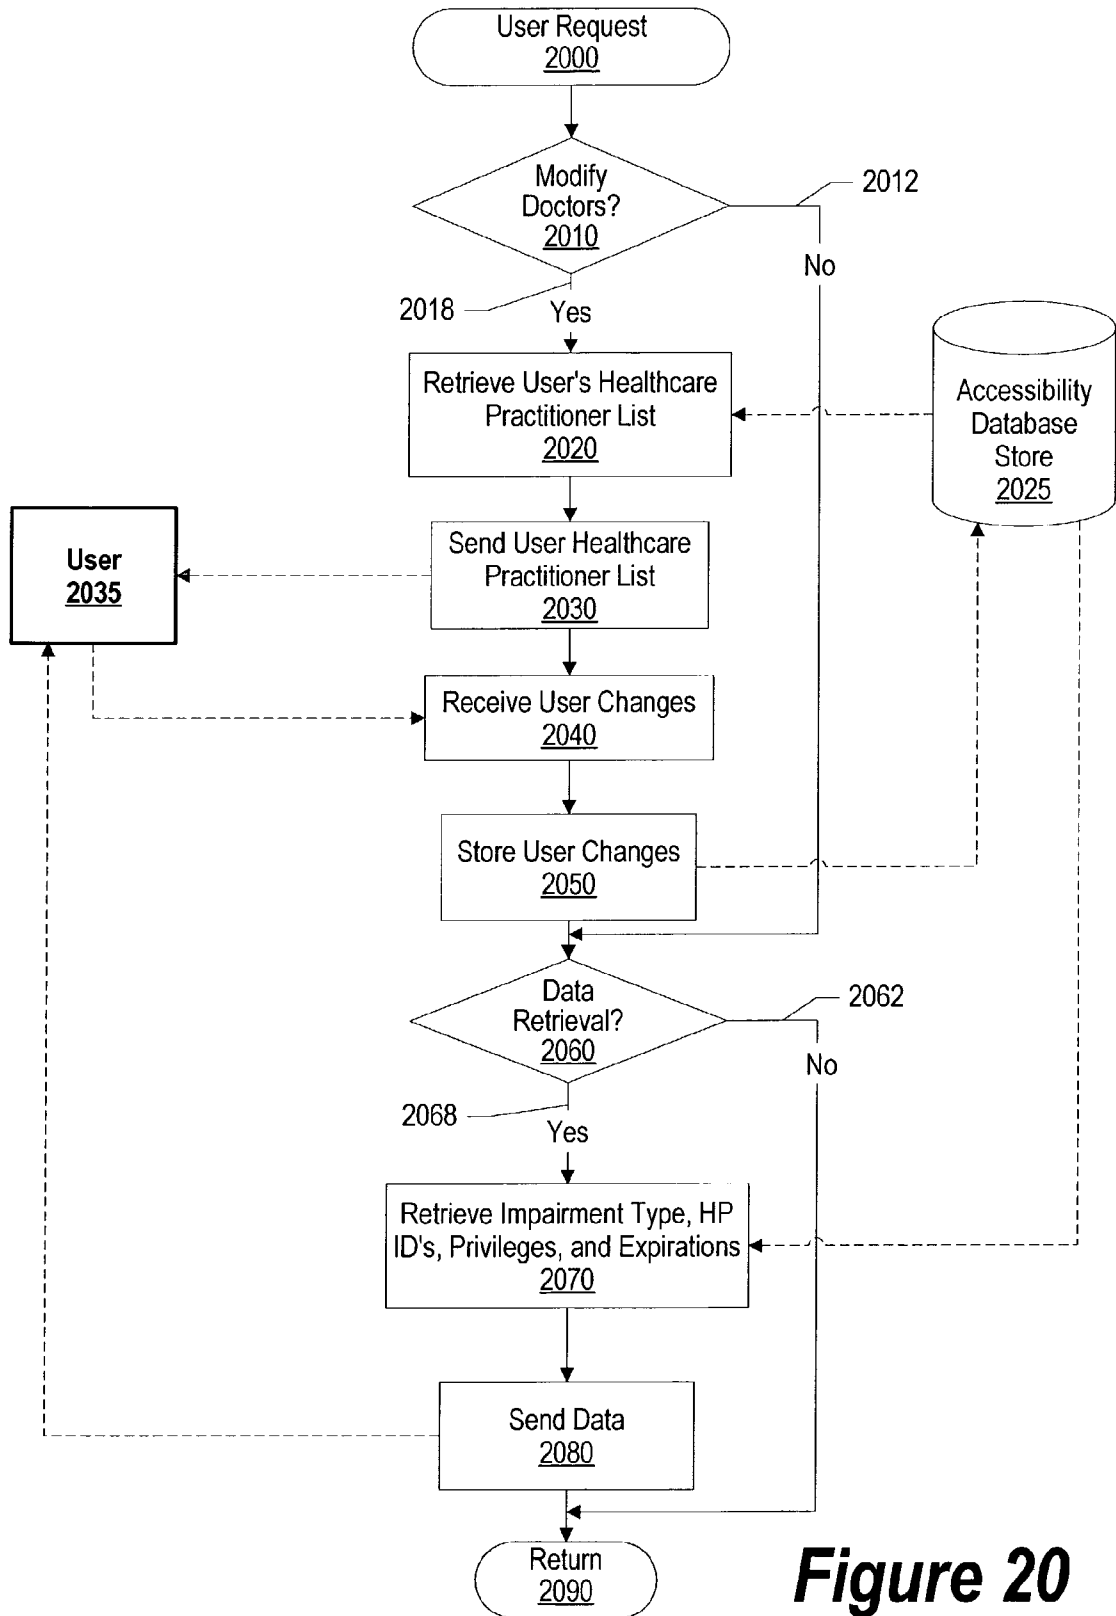 User Request
2000
Modify
Doctors?
2010
2012
No
2018
Yes
Retrieve User's Healthcare
Practitioner List
2020
Accessibility
Database
Store
2025
User
2035
Send User Healthcare
Practitioner List
2030
Receive User Changes
2040
Store User Changes
2050
Data
Retrieval?
2060
2062
No
2068
Yes
Retrieve Impairment Type, HP
ID's, Privileges, and Expirations
2070
Send Data
2080
Return
2090
Figure 20